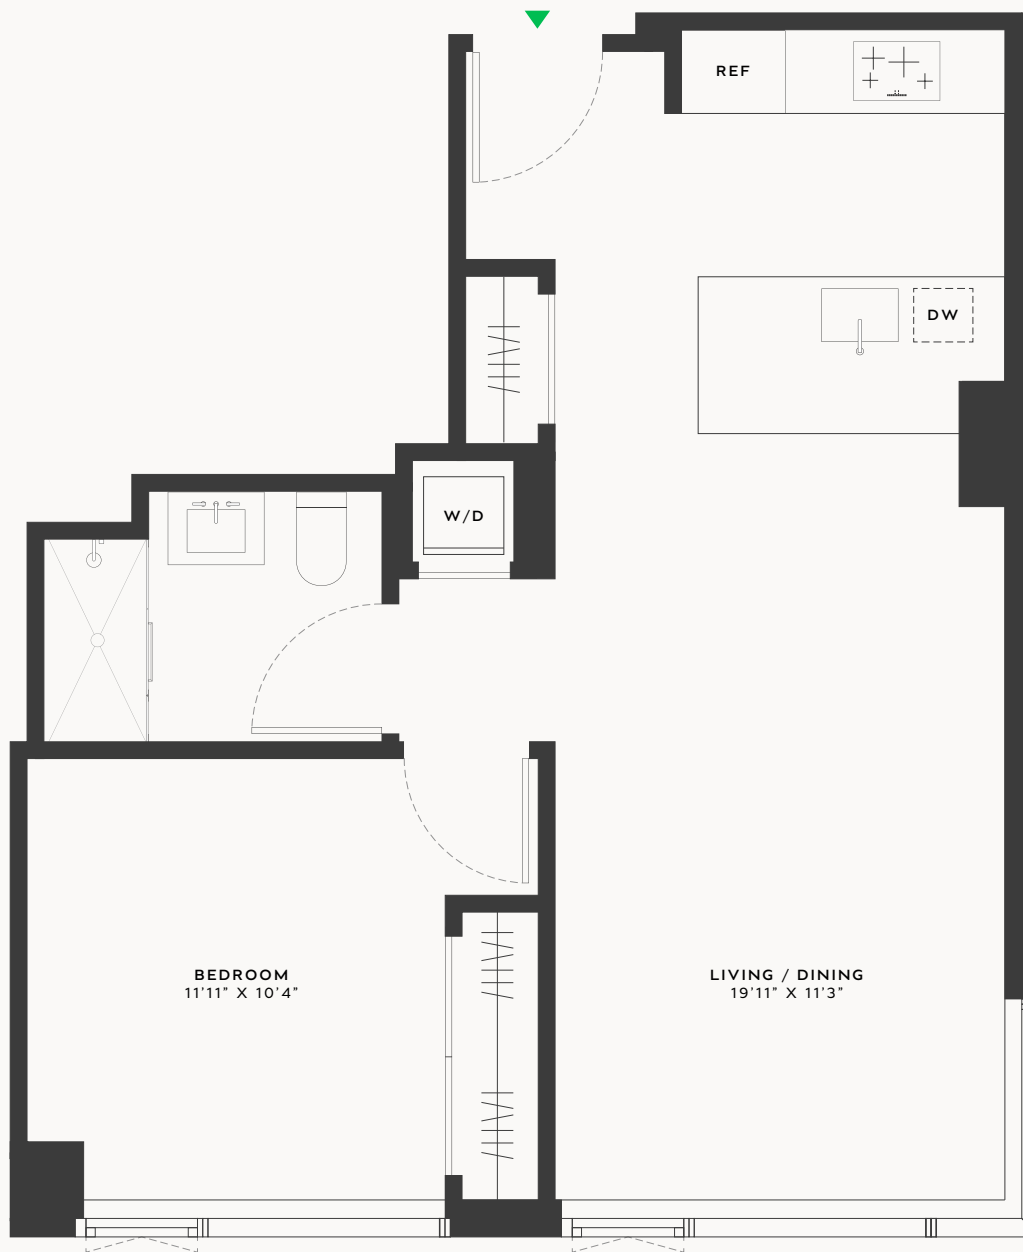 REF
DW
W/D
BEDROOM
11’11” X 10’4”
LIVING / DINING
19’11” X 11’3”